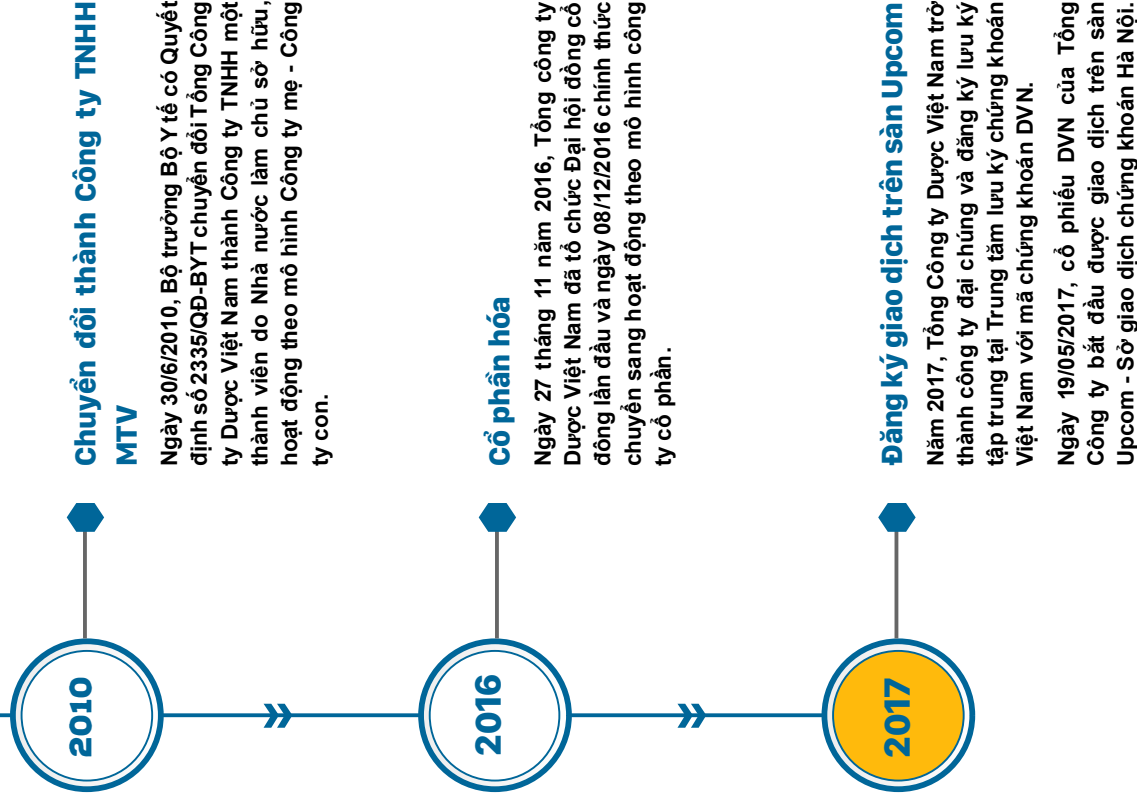 2010
Chuyển đổi thành Công ty TNHH
MTV
Ngày 30/6/2010, Bộ trưởng Bộ Y tế có Quyết
định số 2335/QĐ-BYT chuyển đổi Tổng Công
ty Dược Việt Nam thành Công ty TNHH một
thành viên do Nhà nước làm chủ sở hữu,
hoạt động theo mô hình Công ty mẹ - Công
ty con.
2016
Cổ phần hóa
Ngày 27 tháng 11 năm 2016, Tổng công ty
Dược Việt Nam đã tổ chức Đại hội đồng cổ
đông lần đầu và ngày 08/12/2016 chính thức
chuyển sang hoạt động theo mô hình công
ty cổ phần.
2017
Đăng ký giao dịch trên sàn Upcom
Năm 2017, Tổng Công ty Dược Việt Nam trở
thành công ty đại chúng và đăng ký lưu ký
tập trung tại Trung tăm lưu ký chứng khoán
Việt Nam với mã chứng khoán DVN.
Ngày 19/05/2017, cổ phiếu DVN của Tổng
Công ty bắt đầu được giao dịch trên sàn
Upcom - Sở giao dịch chứng khoán Hà Nội.